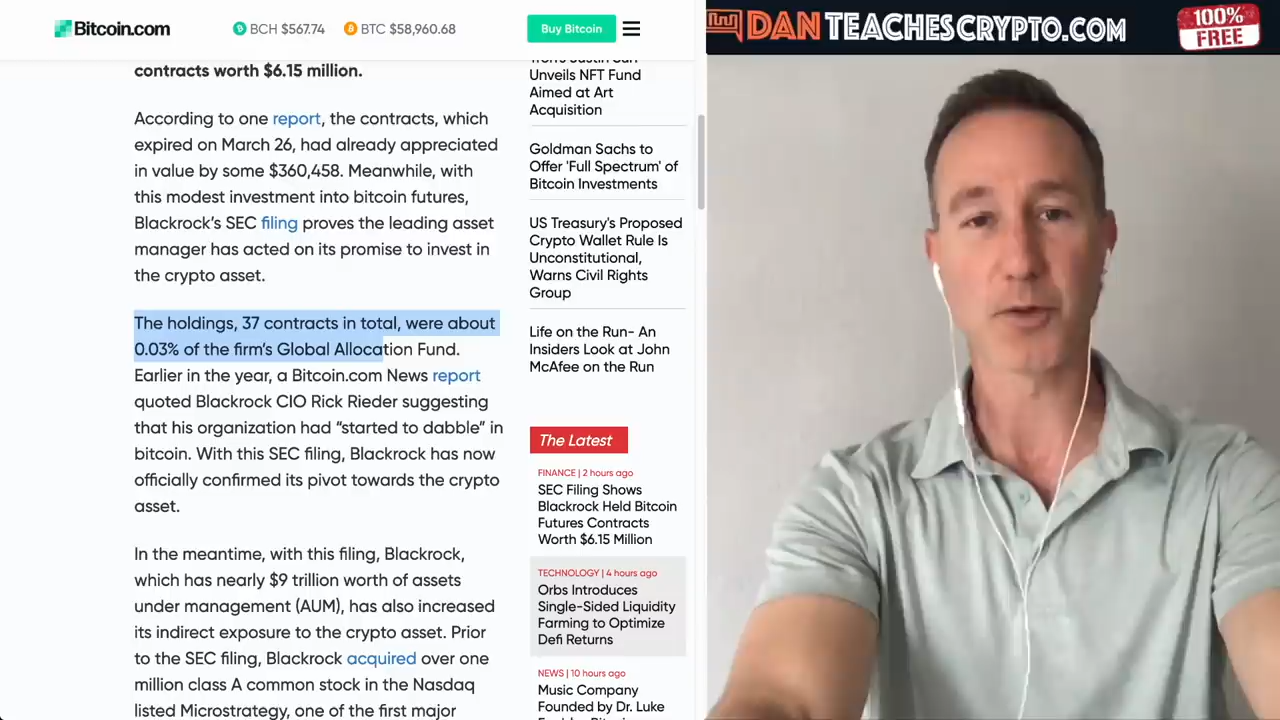 Bitcoin.com
BCH $567.74
BTC $58,960.68
Buy Bitcoin
DANTEACHESCRYPTO.COM
100%
FREE
contracts worth $6.15 million.
According to one report, the contracts, which
expired on March 26, had already appreciated
in value by some $360,458. Meanwhile, with
this modest investment into bitcoin futures,
Blackrock's SEC filing proves the leading asset
manager has acted on its promise to invest in
the crypto asset.
The holdings, 37 contracts in total, were about
0.03% of the firm's Global Allocation Fund.
Earlier in the year, a Bitcoin.com News report
quoted Blackrock CIO Rick Rieder suggesting
that his organization had “started to dabble” in
bitcoin. With this SEC filing, Blackrock has now
officially confirmed its pivot towards the crypto
asset.
In the meantime, with this filing, Blackrock,
which has nearly $9 trillion worth of assets
under management (AUM), has also increased
its indirect exposure to the crypto asset. Prior
to the SEC filing, Blackrock acquired over one
million class A common stock in the Nasdaq
listed Microstrategy, one of the first major
Unveils NFT Fund
Aimed at Art
Acquisition
Goldman Sachs to
Offer 'Full Spectrum' of
Bitcoin Investments
US Treasury's Proposed
Crypto Wallet Rule Is
Unconstitutional,
Warns Civil Rights
Group
Life on the Run- An
Insiders Look at John
McAfee on the Run
The Latest
FINANCE | 2 hours ago
SEC Filing Shows
Blackrock Held Bitcoin
Futures Contracts
Worth $6.15 Million
TECHNOLOGY | 4 hours ago
Orbs Introduces
Single-Sided Liquidity
Farming to Optimize
Defi Returns
NEWS | 10 hours ago
Music Company
Founded by Dr. Luke